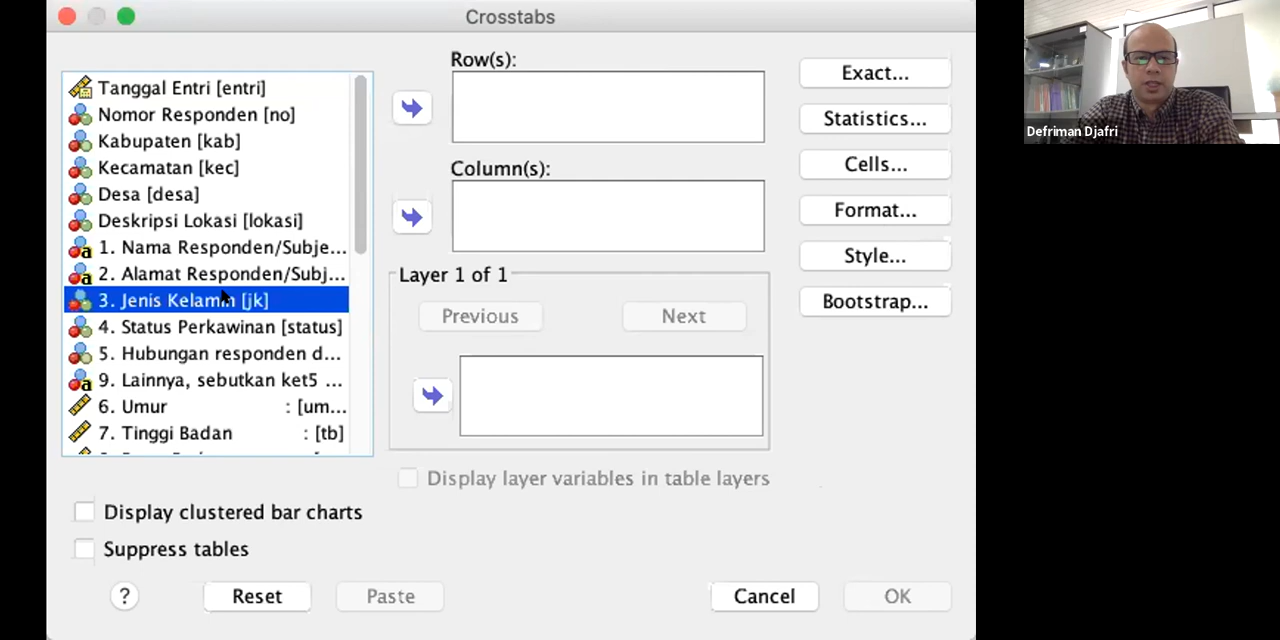 Crosstabs
Tanggal Entri [entri]
Nomor Responden [no]
Kabupaten [kab]
Kecamatan [kec]
Desa [desa]
Deskripsi Lokasi [lokasi]
1. Nama Responden/Subje...
2. Alamat Responden/Subj...
3. Jenis Kelamin [jk]
4. Status Perkawinan [status]
5. Hubungan responden d...
9. Lainnya, sebutkan ket5 ...
6. Umur : [um...
7. Tinggi Badan : [tb]
Row(s):
Column(s):
Layer 1 of 1
Previous
Next
Display layer variables in table layers
Exact...
Statistics...
Cells...
Format...
Style...
Bootstrap...
Display clustered bar charts
Suppress tables
?
Reset
Paste
Cancel
OK
Defriman Djafri